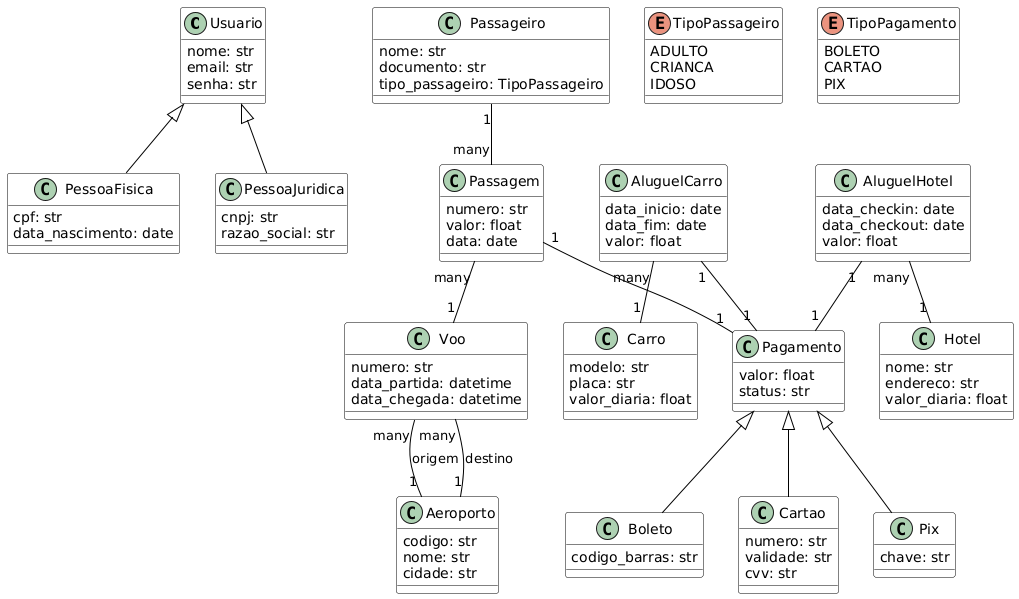 C Usuario
nome: str
email: str
senha: str
C Passageiro
nome: str
documento: str
tipo_passageiro: TipoPassageiro
E TipoPassageiro
ADULTO
CRIANCA
IDOSO
E TipoPagamento
BOLETO
CARTAO
PIX
1
many
C PessoaFisica
cpf: str
data_nascimento: date
C PessoaJuridica
cnpj: str
razao_social: str
C Passagem
numero: str
valor: float
data: date
C AluguelCarro
data_inicio: date
data_fim: date
valor: float
C AluguelHotel
data_checkin: date
data_checkout: date
valor: float
1
many
many
1
1
many
1
1
1
1
1
1
C Voo
numero: str
data_partida: datetime
data_chegada: datetime
C Carro
modelo: str
placa: str
valor_diaria: float
C Pagamento
valor: float
status: str
C Hotel
nome: str
endereco: str
valor_diaria: float
many
many
origem
destino
1
1
C Aeroporto
codigo: str
nome: str
cidade: str
C Boleto
codigo_barras: str
C Cartao
numero: str
validade: str
cvv: str
C Pix
chave: str